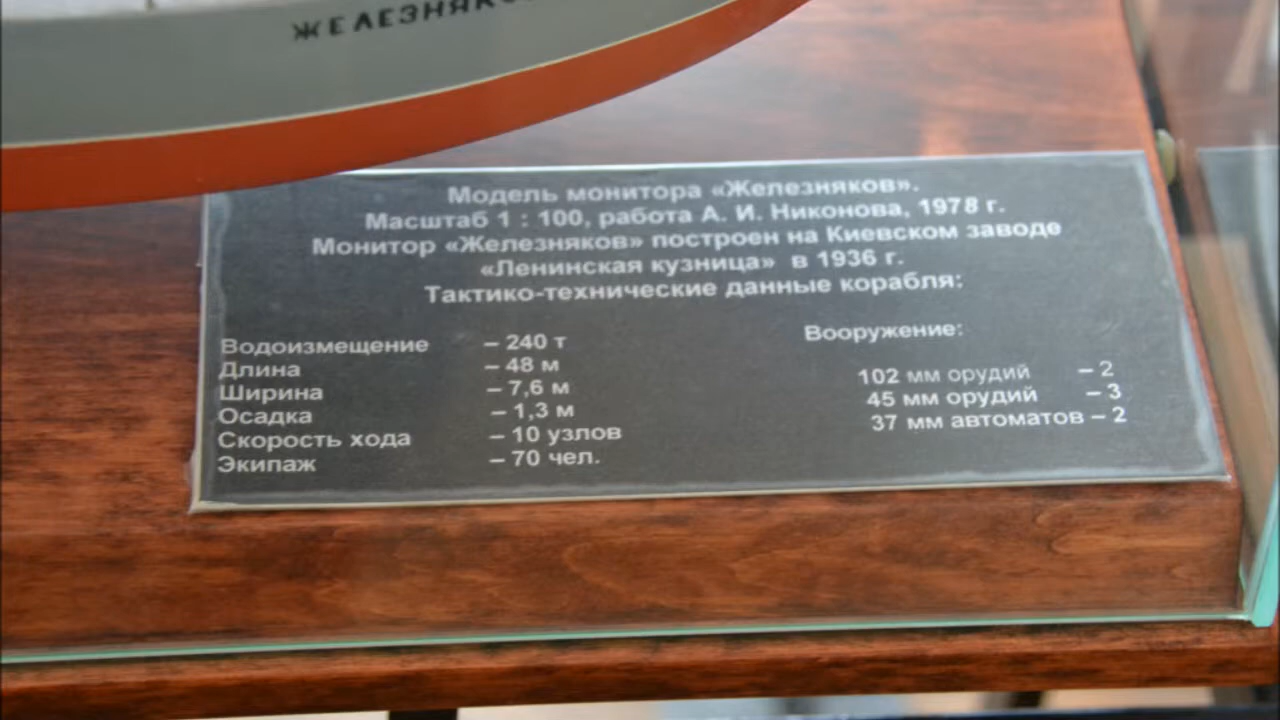 ЖЕЛЕЗНЯКО
Модель монитора «Железняков».
Масштаб 1 : 100, работа А. И. Никонова, 1978 г.
Монитор «Железняков» построен на Киевском заводе
«Ленинская кузница» в 1936 г.
Тактико-технические данные корабля:
Водоизмещение – 240 т
Длина – 48 м
Ширина – 7,6 м
Осадка – 1,3 м
Скорость хода – 10 узлов
Экипаж – 70 чел.
Вооружение:
102 мм орудий – 2
45 мм орудий – 3
37 мм автоматов – 2